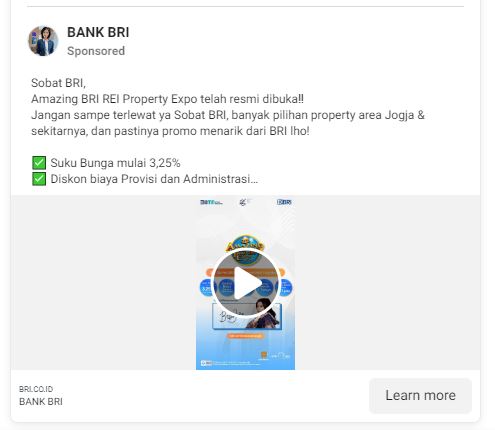 BANK BRI
Sponsored
Sobat BRI,
Amazing BRI REI Property Expo telah resmi dibuka!!
Jangan sampe terlewat ya Sobat BRI, banyak pilihan property area Jogja &
sekitarnya, dan pastinya promo menarik dari BRI lho!
✅ Suku Bunga mulai 3,25%
✅ Diskon biaya Provisi dan Administrasi...
BRI
BRI.CO.ID
BANK BRI
Learn more